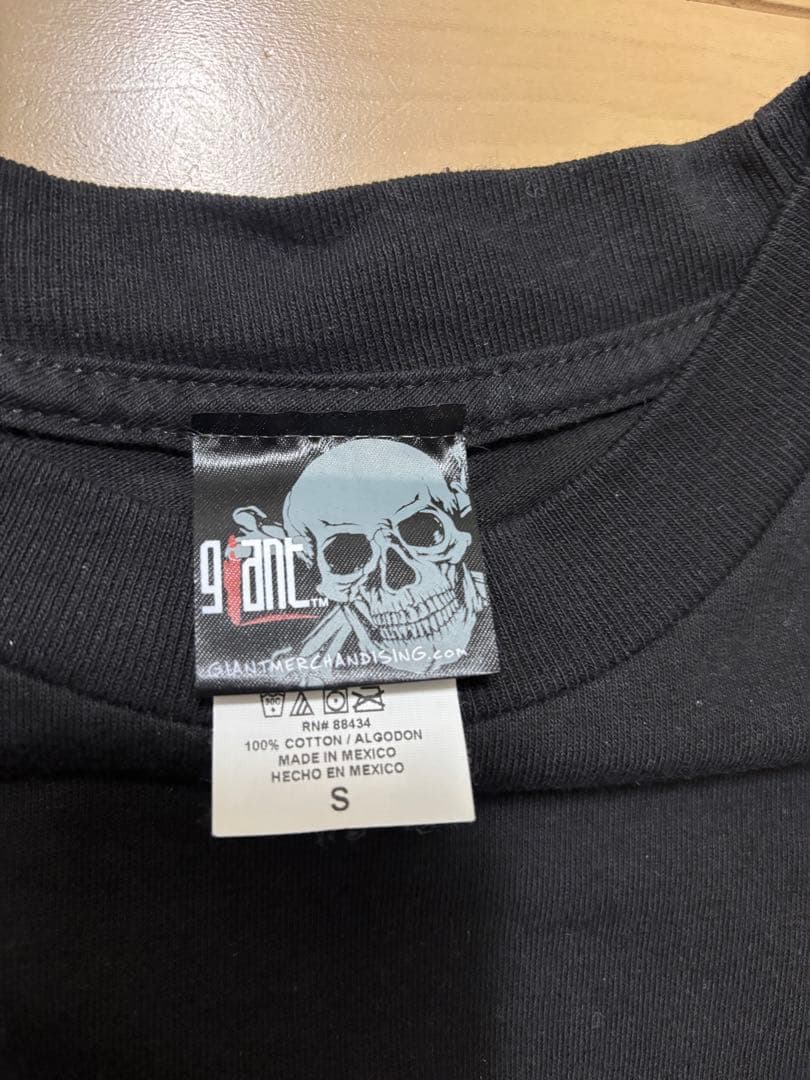 giant™
GIANTMERCHANDISING.com
RN# 88434
100% COTTON / ALGODON
MADE IN MEXICO
HECHO EN MEXICO
S